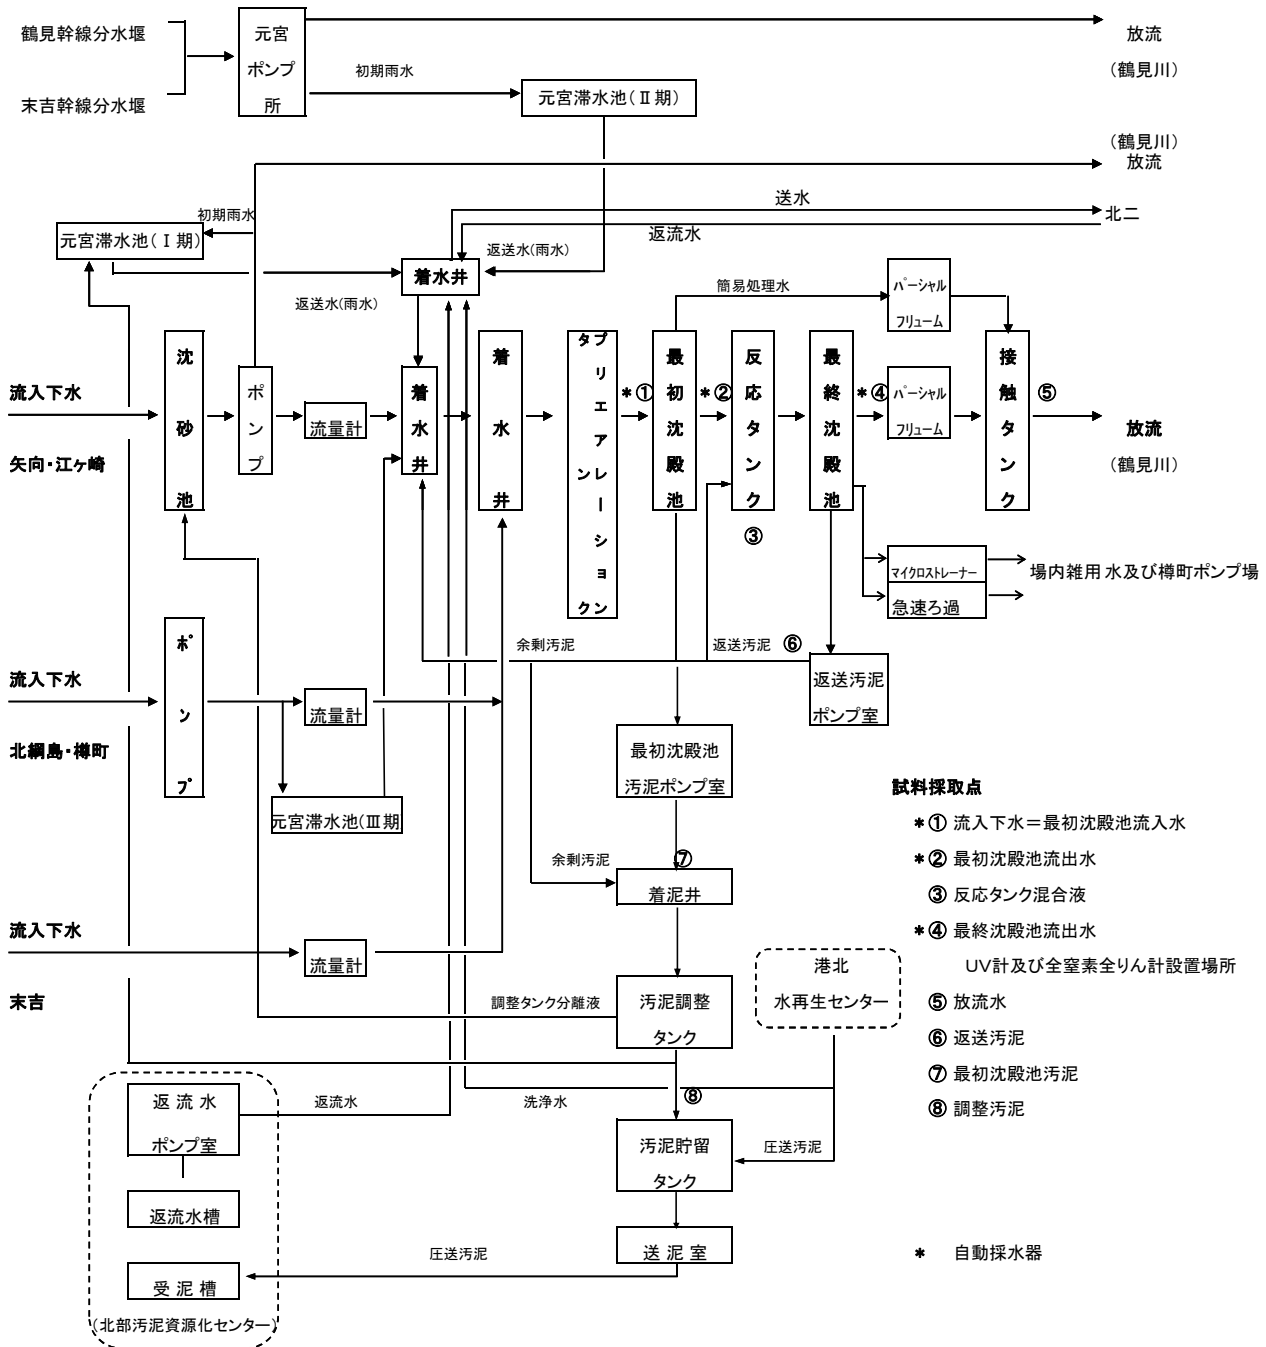 鶴見幹線分水堰
末吉幹線分水堰
元宮
ポンプ
所
初期雨水
元宮滞水池(Ⅱ期)
放流
(鶴見川)
(鶴見川)
放流
送水
北二
返流水
初期雨水
元宮滞水池(Ⅰ期)
返送水(雨水)
着水井
返送水(雨水)
簡易処理水
パーシャル
フリューム
流入下水
矢向・江ヶ崎
沈砂池
ポンプ
流量計
着水井
着水井
プリエアレーションタンク
*①
最初沈殿池
*②
反応タンク
③
最終沈殿池
*④
パーシャル
フリューム
接触タンク
⑤
放流
(鶴見川)
マイクロストレーナー
急速ろ過
場内雑用水及び樽町ポンプ場
余剰汚泥
返送汚泥
⑥
返送汚泥
ポンプ室
流入下水
北綱島・樽町
ポンプ
流量計
元宮滞水池(Ⅲ期)
最初沈殿池
汚泥ポンプ室
余剰汚泥
⑦
着泥井
流入下水
末吉
流量計
調整タンク分離液
汚泥調整
タンク
港北
水再生センター
返流水
ポンプ室
返流水
洗浄水
⑧
汚泥貯留
タンク
圧送汚泥
返流水槽
送泥室
圧送汚泥
受泥槽
(北部汚泥資源化センター)
試料採取点
*① 流入下水=最初沈殿池流入水
*② 最初沈殿池流出水
③ 反応タンク混合液
*④ 最終沈殿池流出水
UV計及び全窒素全りん計設置場所
⑤ 放流水
⑥ 返送汚泥
⑦ 最初沈殿池汚泥
⑧ 調整汚泥
* 自動採水器